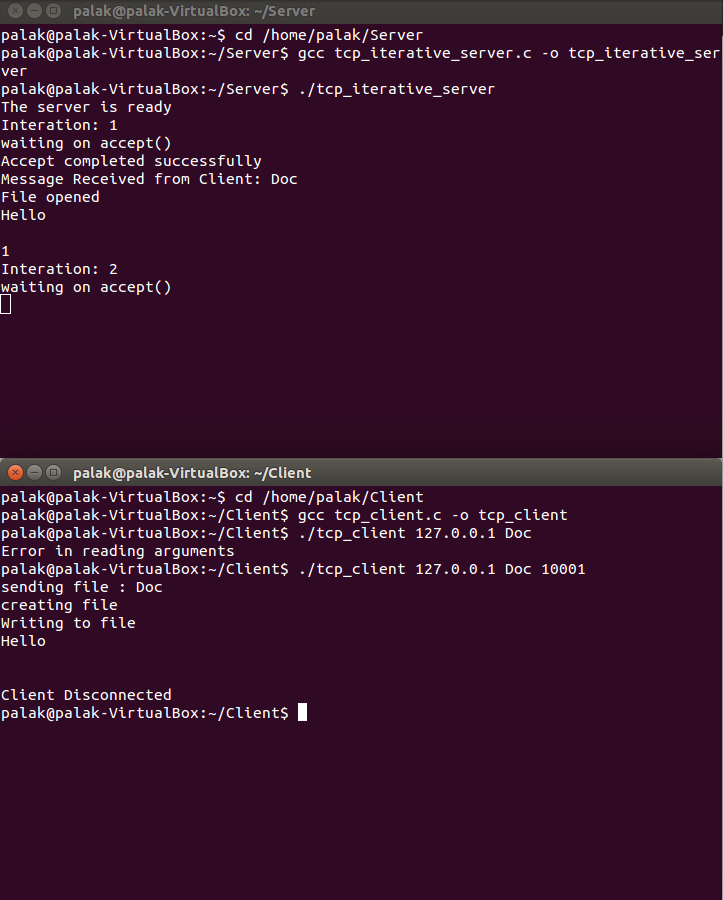 palak@palak-VirtualBox: ~/Server
palak@palak-VirtualBox:~$ cd /home/palak/Server
palak@palak-VirtualBox:~/Server$ gcc tcp_iterative_server.c -o tcp_iterative_ser
ver
palak@palak-VirtualBox:~/Server$ ./tcp_iterative_server
The server is ready
Interation: 1
waiting on accept()
Accept completed successfully
Message Received from Client: Doc
File opened
Hello
1
Interation: 2
waiting on accept()
palak@palak-VirtualBox: ~/Client
palak@palak-VirtualBox:~$ cd /home/palak/Client
palak@palak-VirtualBox:~/Client$ gcc tcp_client.c -o tcp_client
palak@palak-VirtualBox:~/Client$ ./tcp_client 127.0.0.1 Doc
Error in reading arguments
palak@palak-VirtualBox:~/Client$ ./tcp_client 127.0.0.1 Doc 10001
sending file : Doc
creating file
Writing to file
Hello
Client Disconnected
palak@palak-VirtualBox:~/Client$